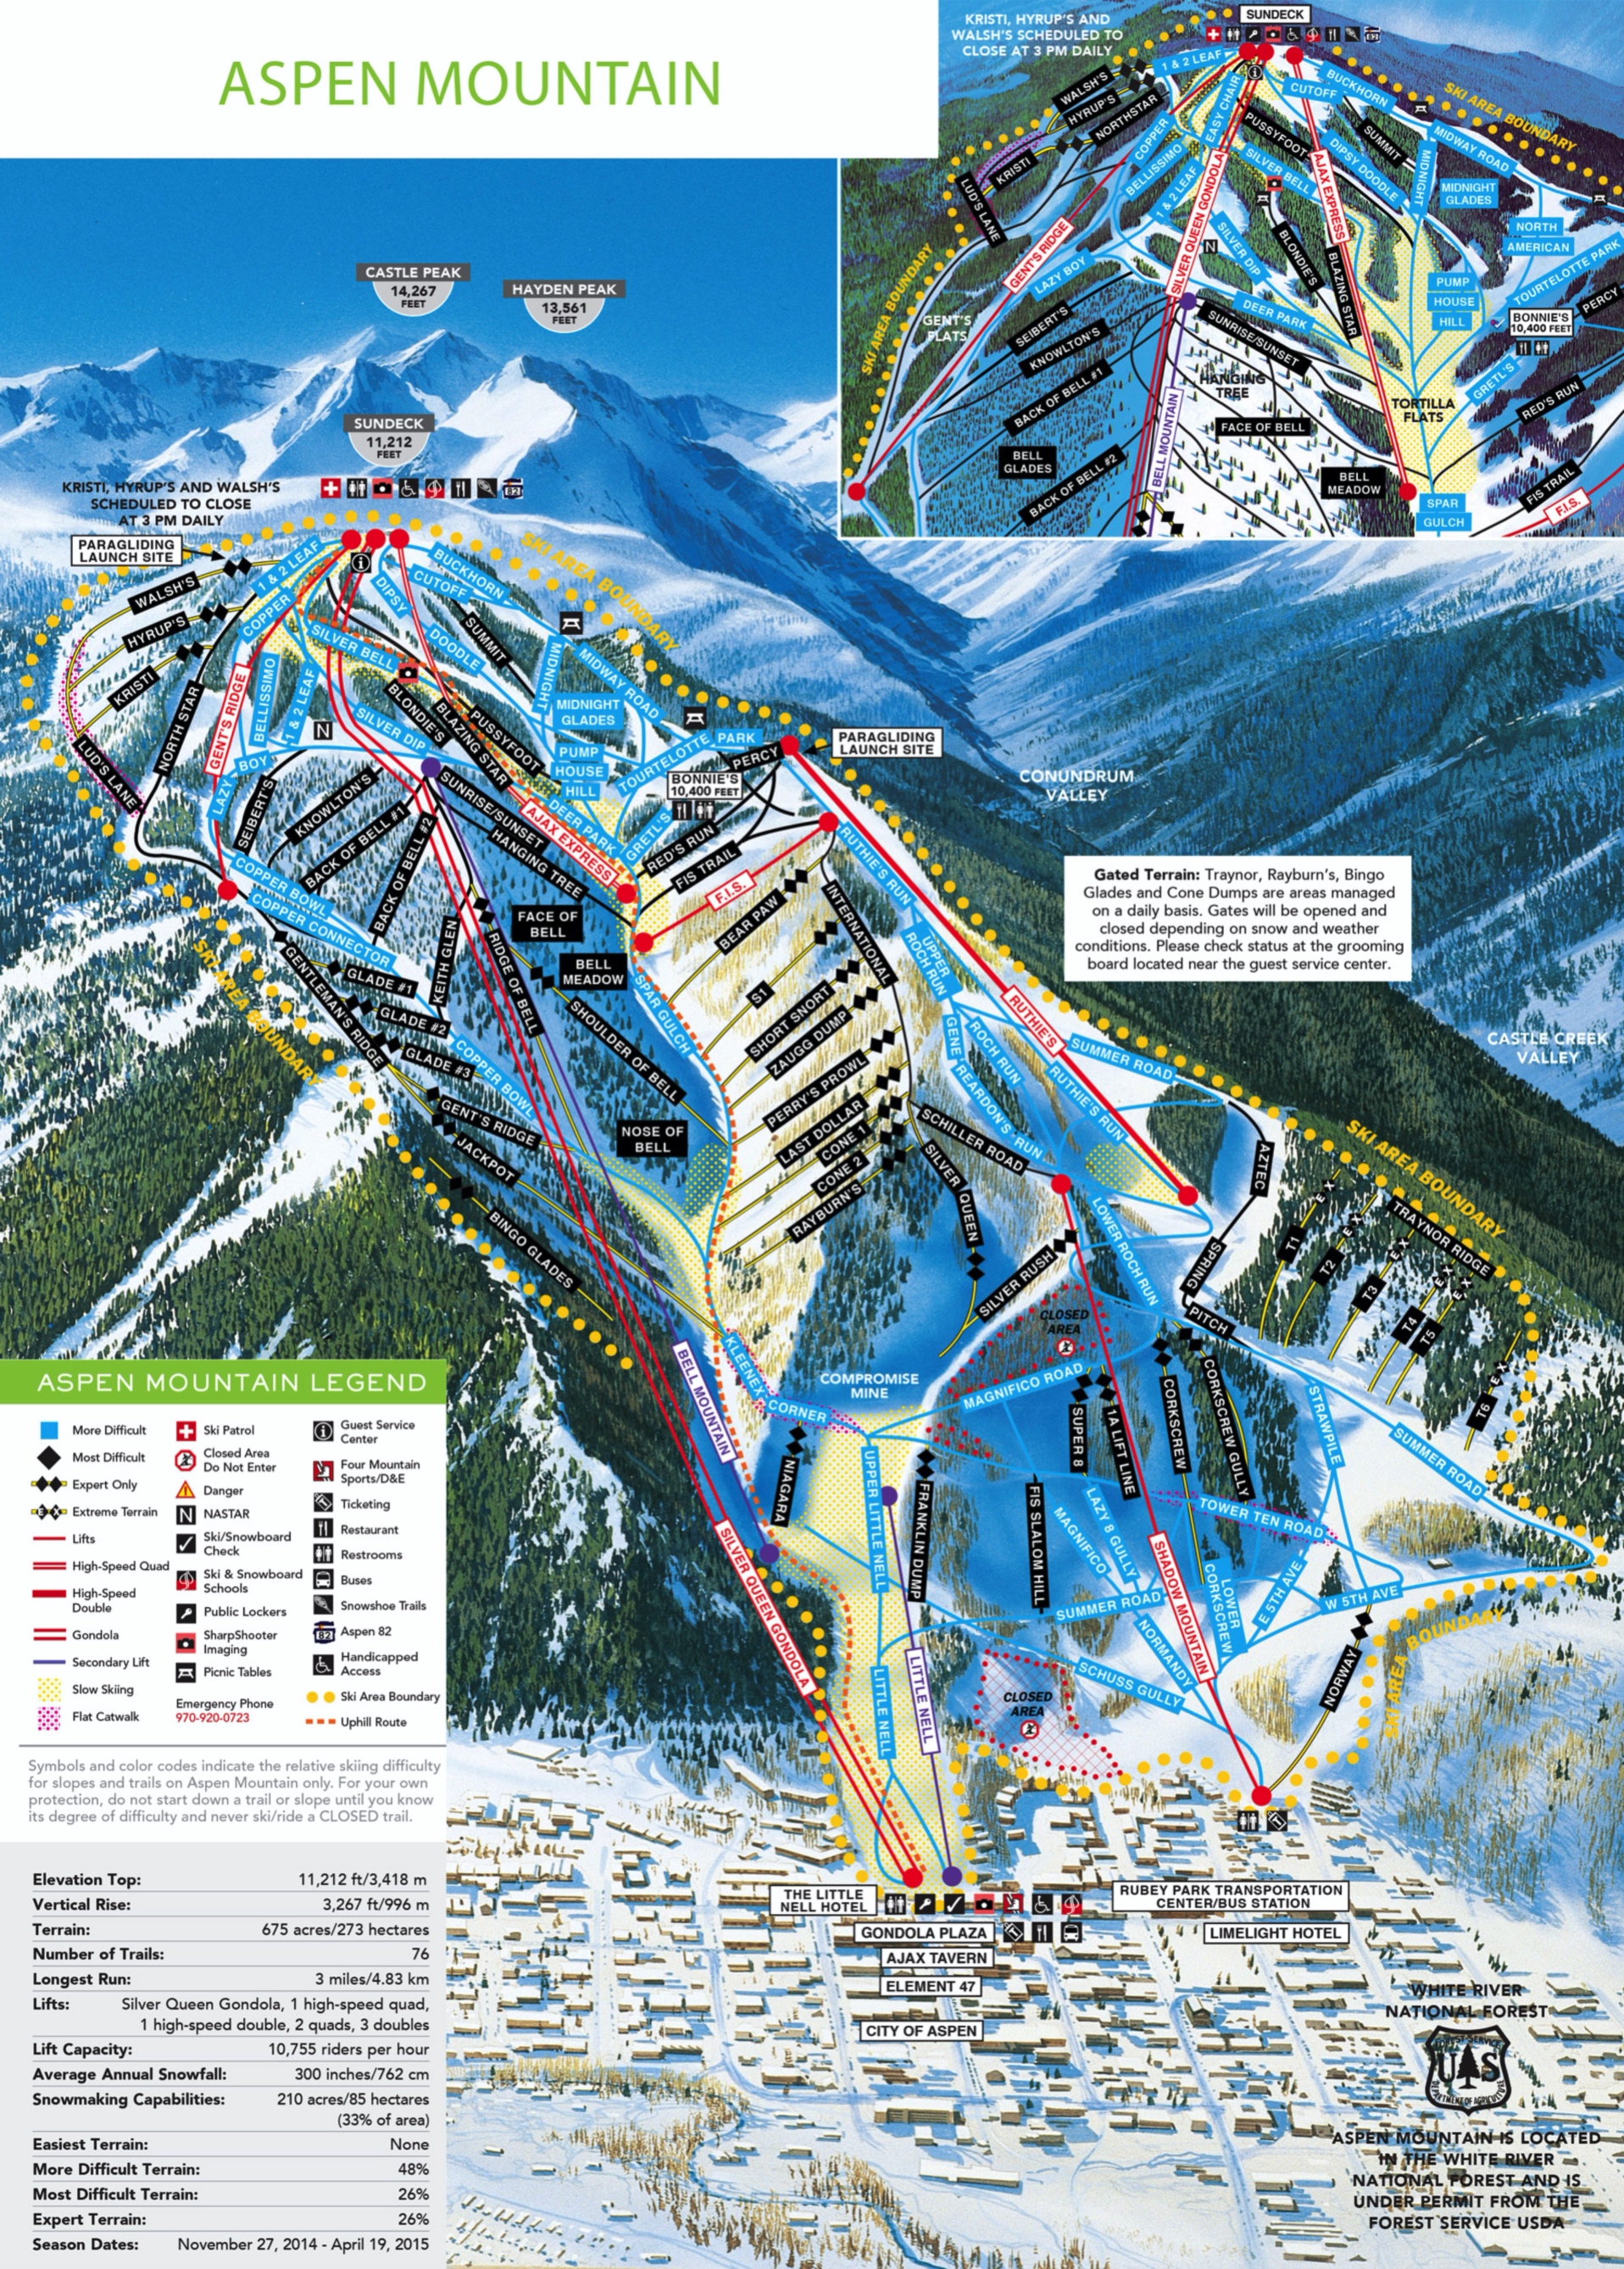 ASPEN MOUNTAIN
KRISTI, HYRUP'S AND
WALSH'S SCHEDULED TO
CLOSE AT 3 PM DAILY
SUNDECK
1 & 2 LEAF
WALSH'S
HYRUP'S
NORTHSTAR
KRISTI
LUD'S LANE
COPPER
BELLISSIMO
1 & 2 LEAF
EASY CHAIR
BUCKHORN
CUTOFF
SKI AREA BOUNDARY
PUSSYFOOT
SUMMIT
DIPSY DOODLE
MIDWAY ROAD
MIDNIGHT
MIDNIGHT
GLADES
SILVER BELL
AJAX EXPRESS
SILVER QUEEN GONDOLA
GENT'S RIDGE
LAZY BOY
N
SILVER DIP
BLONDIE'S
BLAZING STAR
NORTH
AMERICAN
TOURTELOTTE PARK
PUMP
HOUSE
HILL
BONNIE'S
10,400 FEET
PERCY
SKI AREA BOUNDARY
GENT'S
FLATS
SEIBERT'S
KNOWLTON'S
DEER PARK
SUNRISE/SUNSET
BACK OF BELL #1
HANGING
TREE
BELL MOUNTAIN
FACE OF BELL
TORTILLA
FLATS
GRETL'S
RED'S RUN
BELL
GLADES
BACK OF BELL #2
BELL
MEADOW
SPAR
GULCH
FIS TRAIL
F.I.S.
CASTLE PEAK
14,267
FEET
HAYDEN PEAK
13,561
FEET
SUNDECK
11,212
FEET
KRISTI, HYRUP'S AND WALSH'S
SCHEDULED TO CLOSE
AT 3 PM DAILY
82
PARAGLIDING
LAUNCH SITE
SKI AREA BOUNDARY
1 & 2 LEAF
WALSH'S
HYRUP'S
KRISTI
COPPER
DIPSY
DOODLE
BUCKHORN
CUTOFF
SUMMIT
SILVER BELL
MIDNIGHT
MIDWAY ROAD
MIDNIGHT
GLADES
NORTH STAR
GENT'S RIDGE
BELLISSIMO
1 & 2 LEAF
N
SILVER DIP
BLONDIE'S
BLAZING STAR
PUSSYFOOT
PUMP
HOUSE
HILL
TOURTELOTTE
PARK
PERCY
PARAGLIDING
LAUNCH SITE
LUD'S LANE
LAZY
BOY
SEIBERT'S
KNOWLTON'S
BACK OF BELL #1
BACK OF BELL #2
SUNRISE/SUNSET
HANGING TREE
AJAX EXPRESS
DEER PARK
GRETL'S
BONNIE'S
10,400 FEET
RED'S RUN
FIS TRAIL
F.I.S.
CONUNDRUM
VALLEY
RUTHIE'S RUN
COPPER BOWL
COPPER CONNECTOR
SKI AREA BOUNDARY
GENTLEMAN'S RIDGE
GLADE #1
GLADE #2
GLADE #3
KEITH GLEN
RIDGE OF BELL
FACE OF
BELL
BELL
MEADOW
SPAR GULCH
SHOULDER OF BELL
COPPER BOWL
BEAR PAW
S1
SHORT SNORT
ZAUGG DUMP
PERRY'S PROWL
LAST DOLLAR
CONE 1
CONE 2
RAYBURN'S
INTERNATIONAL
UPPER
ROCH RUN
RUTHIE'S
Gated Terrain: Traynor, Rayburn's, Bingo
Glades and Cone Dumps are areas managed
on a daily basis. Gates will be opened and
closed depending on snow and weather
conditions. Please check status at the grooming
board located near the guest service center.
CASTLE CREEK
VALLEY
SUMMER ROAD
ROCH RUN
GENE REARDON'S RUN
RUTHIE'S RUN
GENT'S RIDGE
JACKPOT
BINGO GLADES
NOSE OF
BELL
SCHILLER ROAD
SILVER QUEEN
SILVER RUSH
LOWER ROCH RUN
AZTEC
SPRING
PITCH
SKI AREA BOUNDARY
TRAYNOR RIDGE
T1
T2
T3
T4
T5
T6
CLOSED
AREA
KLEENEX
CORNER
BELL MOUNTAIN
COMPROMISE
MINE
MAGNIFICO ROAD
SUPER 8
1A LIFT LINE
CORKSCREW
CORKSCREW GULLY
STRAWPILE
SUMMER ROAD
NIAGARA
UPPER LITTLE NELL
FRANKLIN DUMP
FIS SLALOM HILL
MAGNIFICO
LAZY 8 GULLY
TOWER TEN ROAD
SHADOW MOUNTAIN
LOWER
CORKSCREW
E 5TH AVE
W 5TH AVE
SUMMER ROAD
NORMANDY
SCHUSS GULLY
NORWAY
SKI AREA BOUNDARY
CLOSED
AREA
SILVER QUEEN GONDOLA
LITTLE NELL
LITTLE NELL
ASPEN MOUNTAIN LEGEND
More Difficult
Most Difficult
Expert Only
Extreme Terrain
Lifts
High-Speed Quad
High-Speed
Double
Gondola
Secondary Lift
Slow Skiing
Flat Catwalk
Ski Patrol
Closed Area
Do Not Enter
Danger
NASTAR
Ski/Snowboard
Check
Ski & Snowboard
Schools
Public Lockers
SharpShooter
Imaging
Picnic Tables
Emergency Phone
970-920-0723
Guest Service
Center
Four Mountain
Sports/D&E
Ticketing
Restaurant
Restrooms
Buses
Snowshoe Trails
Aspen 82
Handicapped
Access
Ski Area Boundary
Uphill Route
Symbols and color codes indicate the relative skiing difficulty
for slopes and trails on Aspen Mountain only. For your own
protection, do not start down a trail or slope until you know
its degree of difficulty and never ski/ride a CLOSED trail.
Elevation Top: 11,212 ft/3,418 m
Vertical Rise: 3,267 ft/996 m
Terrain: 675 acres/273 hectares
Number of Trails: 76
Longest Run: 3 miles/4.83 km
Lifts: Silver Queen Gondola, 1 high-speed quad,
1 high-speed double, 2 quads, 3 doubles
Lift Capacity: 10,755 riders per hour
Average Annual Snowfall: 300 inches/762 cm
Snowmaking Capabilities: 210 acres/85 hectares
(33% of area)
Easiest Terrain: None
More Difficult Terrain: 48%
Most Difficult Terrain: 26%
Expert Terrain: 26%
Season Dates: November 27, 2014 - April 19, 2015
THE LITTLE
NELL HOTEL
GONDOLA PLAZA
AJAX TAVERN
ELEMENT 47
CITY OF ASPEN
RUBEY PARK TRANSPORTATION
CENTER/BUS STATION
LIMELIGHT HOTEL
WHITE RIVER
NATIONAL FOREST
FOREST SERVICE
US
DEPARTMENT OF AGRICULTURE
ASPEN MOUNTAIN IS LOCATED
IN THE WHITE RIVER
NATIONAL FOREST AND IS
UNDER PERMIT FROM THE
FOREST SERVICE USDA